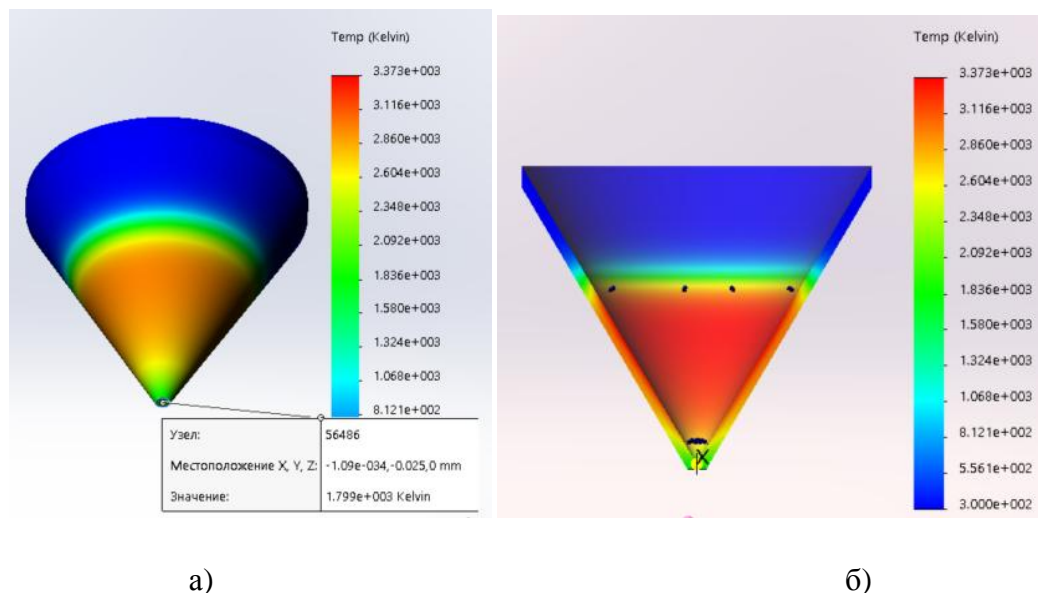 Temp (Kelvin)
3.373e+003
3.116e+003
2.860e+003
2.604e+003
2.348e+003
2.092e+003
1.836e+003
1.580e+003
1.324e+003
1.068e+003
8.121e+002
Узел: 56486
Местоположение X, Y, Z: -1.09e-034,-0.025,0 mm
Значение: 1.799e+003 Kelvin
Temp (Kelvin)
3.373e+003
3.116e+003
2.860e+003
2.604e+003
2.348e+003
2.092e+003
1.836e+003
1.580e+003
1.324e+003
1.068e+003
8.121e+002
5.561e+002
3.000e+002
X
а)
б)